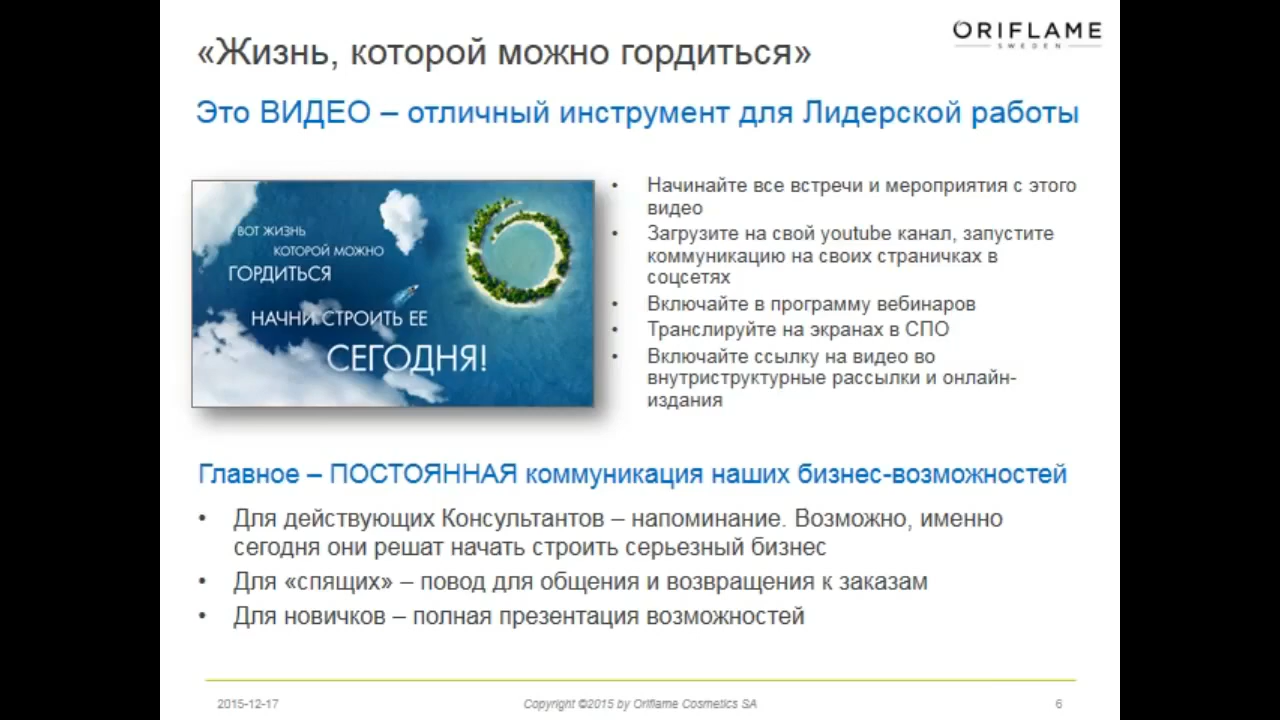 ORIFLAME
SWEDEN
«Жизнь, которой можно гордиться»
Это ВИДЕО – отличный инструмент для Лидерской работы
ВОТ ЖИЗНЬ
КОТОРОЙ МОЖНО
ГОРДИТЬСЯ
НАЧНИ СТРОИТЬ ЕЕ
СЕГОДНЯ!
• Начинайте все встречи и мероприятия с этого
видео
• Загрузите на свой youtube канал, запустите
коммуникацию на своих страничках в
соцсетях
• Включайте в программу вебинаров
• Транслируйте на экранах в СПО
• Включайте ссылку на видео во
внутриструктурные рассылки и онлайн-
издания
Главное – ПОСТОЯННАЯ коммуникация наших бизнес-возможностей
• Для действующих Консультантов – напоминание. Возможно, именно
сегодня они решат начать строить серьезный бизнес
• Для «спящих» – повод для общения и возвращения к заказам
• Для новичков – полная презентация возможностей
2015-12-17
Copyright ©2015 by Oriflame Cosmetics SA
6